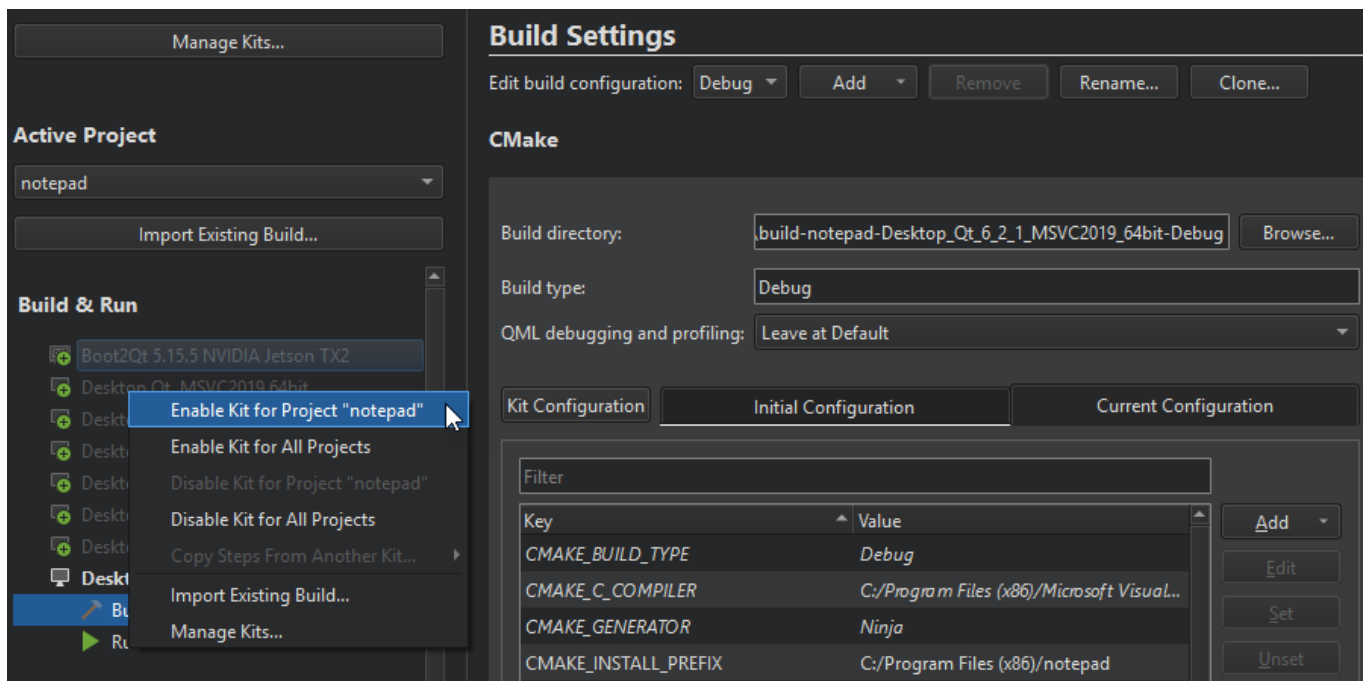 Manage Kits...
Active Project
notepad
Import Existing Build...
Build & Run
Boot2Qt 5.15.5 NVIDIA Jetson TX2
Desktop Qt MSVC2019 64bit
Enable Kit for Project "notepad"
Enable Kit for All Projects
Disable Kit for Project "notepad"
Disable Kit for All Projects
Copy Steps From Another Kit...
Import Existing Build...
Manage Kits...
Build Settings
Edit build configuration: Debug Add Remove Rename... Clone...
CMake
Build directory: \build-notepad-Desktop_Qt_6_2_1_MSVC2019_64bit-Debug Browse...
Build type: Debug
QML debugging and profiling: Leave at Default
Kit Configuration Initial Configuration Current Configuration
Filter
Key Value Add
CMAKE_BUILD_TYPE Debug
Edit
CMAKE_C_COMPILER C:/Program Files (x86)/Microsoft Visual...
Set
CMAKE_GENERATOR Ninja
CMAKE_INSTALL_PREFIX C:/Program Files (x86)/notepad
Unset